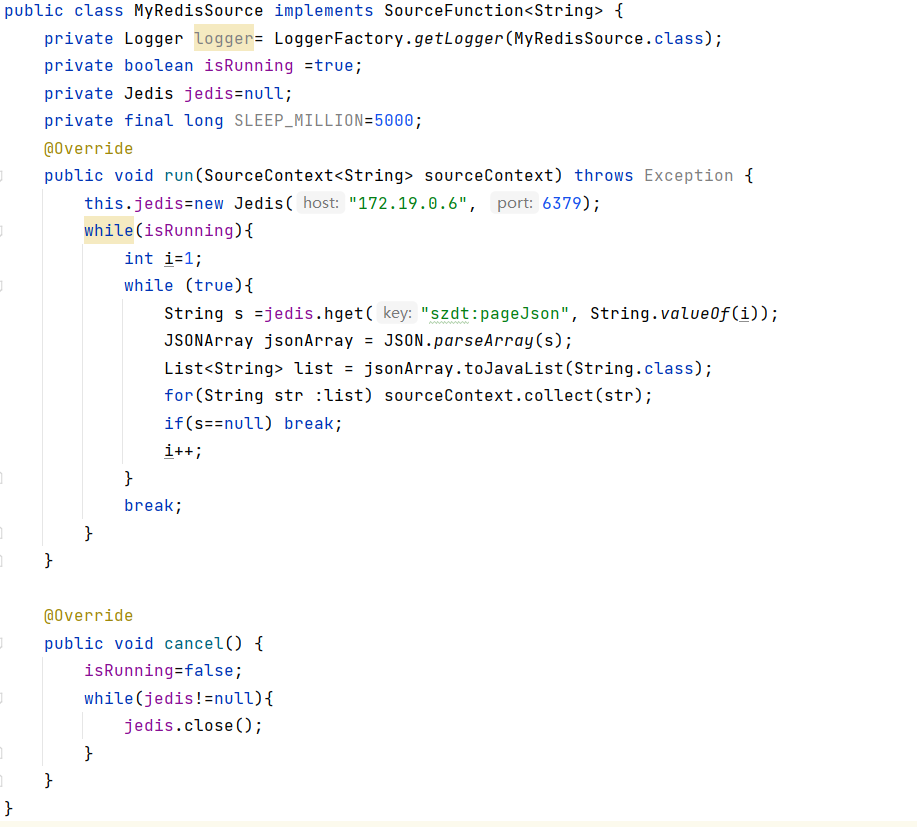 public class MyRedisSource implements SourceFunction<String> {
    private Logger logger= LoggerFactory.getLogger(MyRedisSource.class);
    private boolean isRunning =true;
    private Jedis jedis=null;
    private final long SLEEP_MILLION=5000;
    @Override
    public void run(SourceContext<String> sourceContext) throws Exception {
        this.jedis=new Jedis( host: "172.19.0.6", port: 6379);
        while(isRunning){
            int i=1;
            while (true){
                String s =jedis.hget( key: "szdt:pageJson", String.valueOf(i));
                JSONArray jsonArray = JSON.parseArray(s);
                List<String> list = jsonArray.toJavaList(String.class);
                for(String str :list) sourceContext.collect(str);
                if(s==null) break;
                i++;
            }
            break;
        }
    }

    @Override
    public void cancel() {
        isRunning=false;
        while(jedis!=null){
            jedis.close();
        }
    }
}